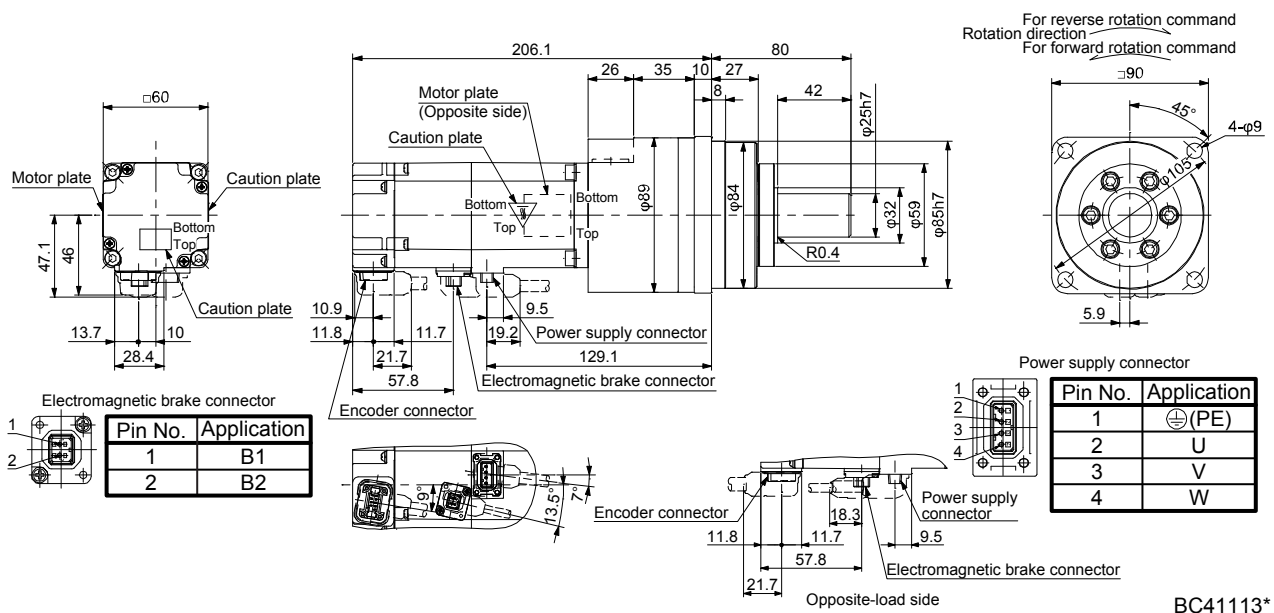 For reverse rotation command
Rotation direction
For forward rotation command
206.1
80
26
35
10
27
8
42
φ25h7
□90
45°
4-φ9
φ105
□60
Motor plate
(Opposite side)
Caution plate
Motor plate
Caution plate
Bottom
Top
Bottom
Top
Bottom
Top
φ89
φ84
φ32
φ59
φ85h7
R0.4
47.1
46
Caution plate
13.7
10
28.4
10.9
9.5
11.8
11.7
19.2
Power supply connector
21.7
129.1
57.8
Electromagnetic brake connector
Encoder connector
5.9
Electromagnetic brake connector
1
2
Pin No. Application
1 B1
2 B2
Power supply connector
1
2
3
4
Pin No. Application
1 (PE)
2 U
3 V
4 W
9°
13.5°
7°
Encoder connector
Power supply
connector
18.3
11.8
11.7
9.5
57.8
Electromagnetic brake connector
21.7
Opposite-load side
BC41113*